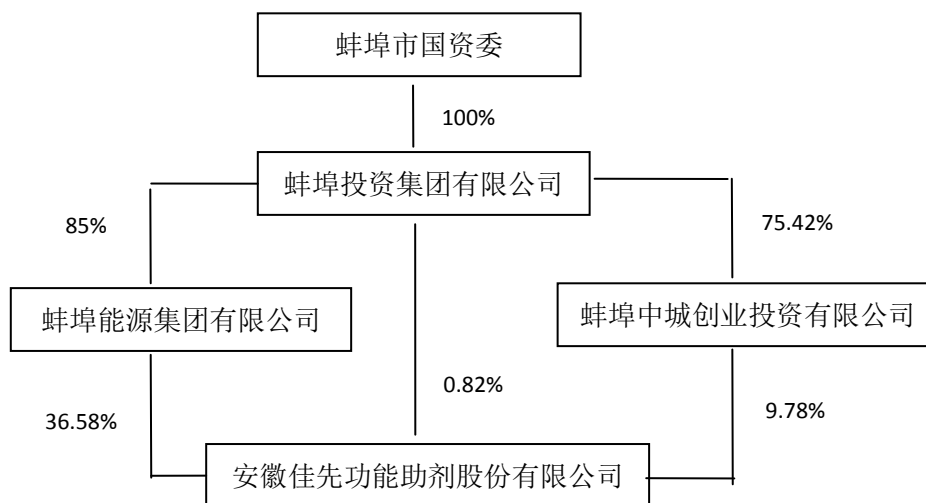 蚌埠市国资委
100%
蚌埠投资集团有限公司
85%
75.42%
蚌埠能源集团有限公司
蚌埠中城创业投资有限公司
0.82%
36.58%
9.78%
安徽佳先功能助剂股份有限公司